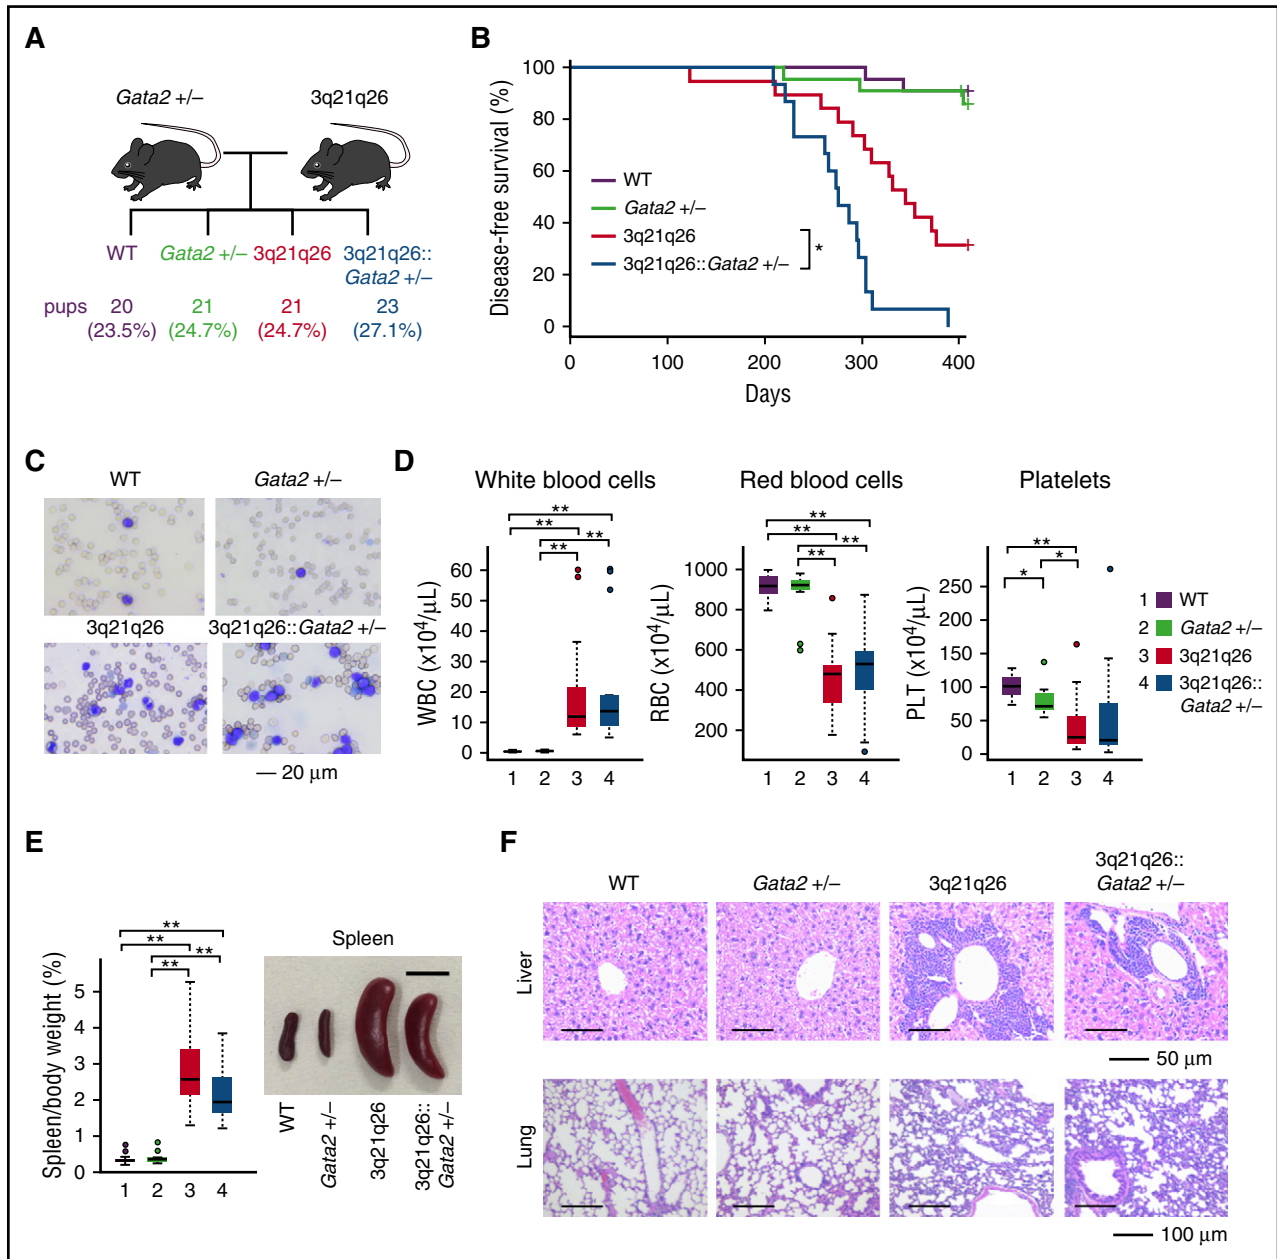 A
Gata2 +/–
3q21q26
WT
Gata2 +/–
3q21q26
3q21q26::
Gata2 +/–
pups
20
21
21
23
(23.5%)
(24.7%)
(24.7%)
(27.1%)
B
Disease-free survival (%)
100
80
60
40
20
0
0
100
200
300
400
Days
WT
Gata2 +/–
3q21q26
3q21q26::Gata2 +/–
*
C
WT
Gata2 +/–
3q21q26
3q21q26::Gata2 +/–
20 μm
D
White blood cells
WBC (x10⁴/μL)
60
50
40
30
20
10
0
**
**
**
**
1
2
3
4
Red blood cells
RBC (x10⁴/μL)
1000
800
600
400
200
**
**
**
**
1
2
3
4
Platelets
PLT (x10⁴/μL)
250
200
150
100
50
0
**
*
*
1
2
3
4
1 WT
2 Gata2 +/–
3 3q21q26
4 3q21q26::
Gata2 +/–
E
Spleen/body weight (%)
5
4
3
2
1
0
**
**
**
**
1
2
3
4
Spleen
WT
Gata2 +/–
3q21q26
3q21q26::
Gata2 +/–
F
WT
Gata2 +/–
3q21q26
3q21q26::
Gata2 +/–
Liver
50 μm
Lung
100 μm